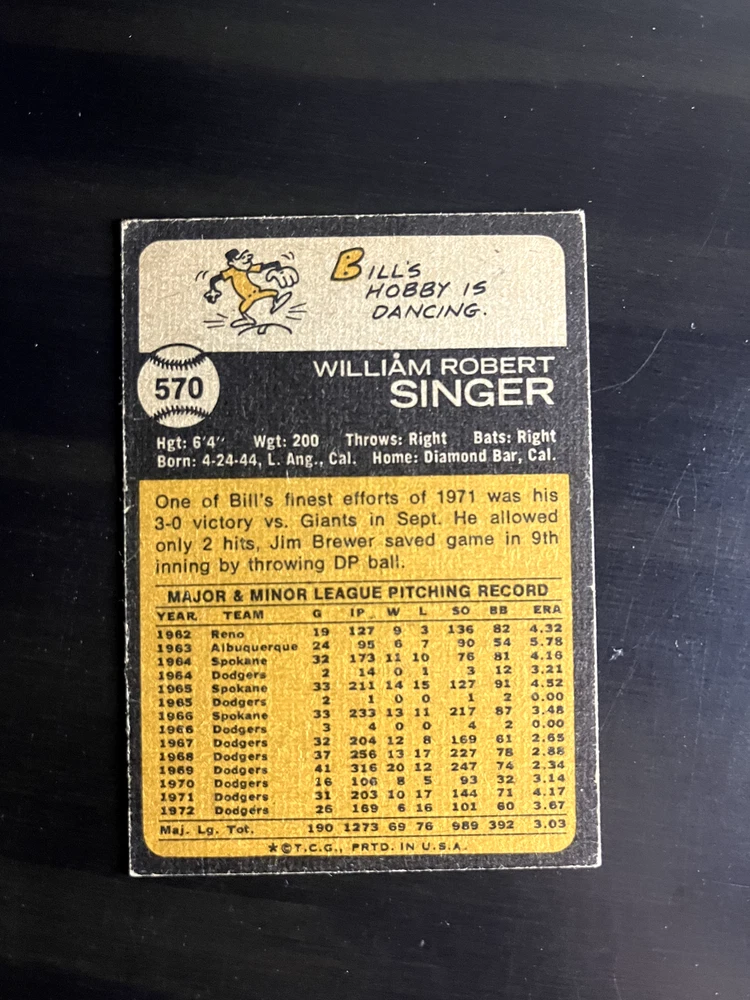 BILL'S
HOBBY IS
DANCING.
570
WILLIAM ROBERT
SINGER
Hgt: 6'4" Wgt: 200 Throws: Right Bats: Right
Born: 4-24-44, L. Ang., Cal. Home: Diamond Bar, Cal.
One of Bill's finest efforts of 1971 was his
3-0 victory vs. Giants in Sept. He allowed
only 2 hits, Jim Brewer saved game in 9th
inning by throwing DP ball.
MAJOR & MINOR LEAGUE PITCHING RECORD
YEAR TEAM G IP W L SO BB ERA
1962 Reno 19 127 9 3 136 82 4.32
1963 Albuquerque 24 95 6 7 90 54 5.78
1964 Spokane 32 173 11 10 76 81 4.16
1964 Dodgers 2 14 0 1 3 12 3.21
1965 Spokane 33 211 14 15 127 91 4.52
1965 Dodgers 2 1 0 0 1 2 0.00
1966 Spokane 33 233 13 11 217 87 3.48
1966 Dodgers 3 4 0 0 4 2 0.00
1967 Dodgers 32 204 12 8 169 61 2.65
1968 Dodgers 37 256 13 17 227 78 2.88
1969 Dodgers 41 316 20 12 247 74 2.34
1970 Dodgers 16 106 8 5 93 32 3.14
1971 Dodgers 31 203 10 17 144 71 4.17
1972 Dodgers 26 169 6 16 101 60 3.67
Maj. Lg. Tot. 190 1273 69 76 989 392 3.03
*©T.C.G., PRTD. IN U.S.A.